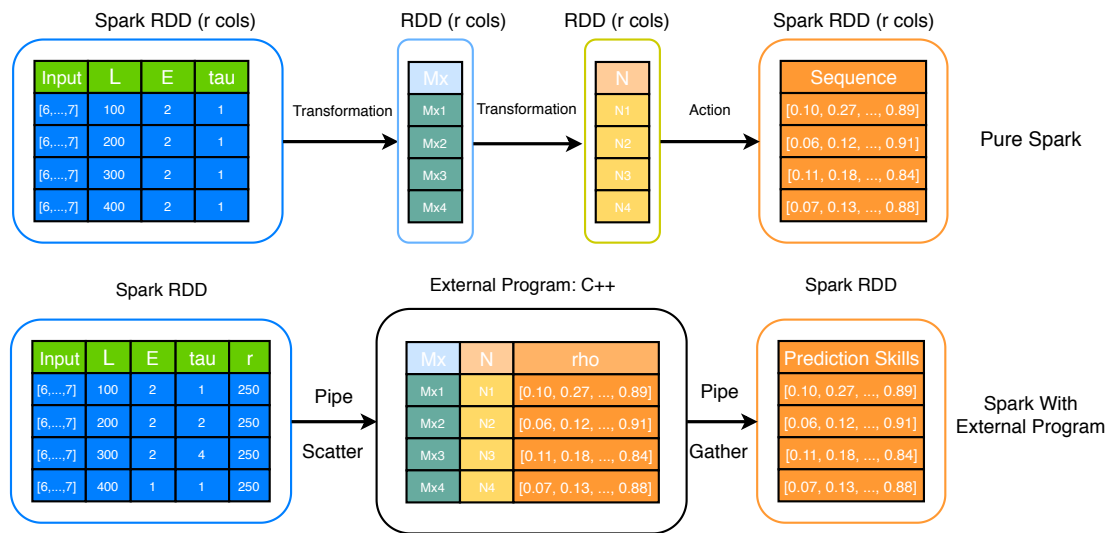 Spark RDD (r cols)
RDD (r cols)
RDD (r cols)
Spark RDD (r cols)
Input L E tau
[6,...,7] 100 2 1
[6,...,7] 200 2 1
[6,...,7] 300 2 1
[6,...,7] 400 2 1
Transformation
Mx
Mx1
Mx2
Mx3
Mx4
Transformation
N
N1
N2
N3
N4
Action
Sequence
[0.10, 0.27, ..., 0.89]
[0.06, 0.12, ..., 0.91]
[0.11, 0.18, ..., 0.84]
[0.07, 0.13, ..., 0.88]
Pure Spark
Spark RDD
External Program: C++
Spark RDD
Input L E tau r
[6,...,7] 100 2 1 250
[6,...,7] 200 2 2 250
[6,...,7] 300 2 4 250
[6,...,7] 400 1 1 250
Pipe
Scatter
Mx N rho
Mx1 N1 [0.10, 0.27, ..., 0.89]
Mx2 N2 [0.06, 0.12, ..., 0.91]
Mx3 N3 [0.11, 0.18, ..., 0.84]
Mx4 N4 [0.07, 0.13, ..., 0.88]
Pipe
Gather
Prediction Skills
[0.10, 0.27, ..., 0.89]
[0.06, 0.12, ..., 0.91]
[0.11, 0.18, ..., 0.84]
[0.07, 0.13, ..., 0.88]
Spark With
External Program